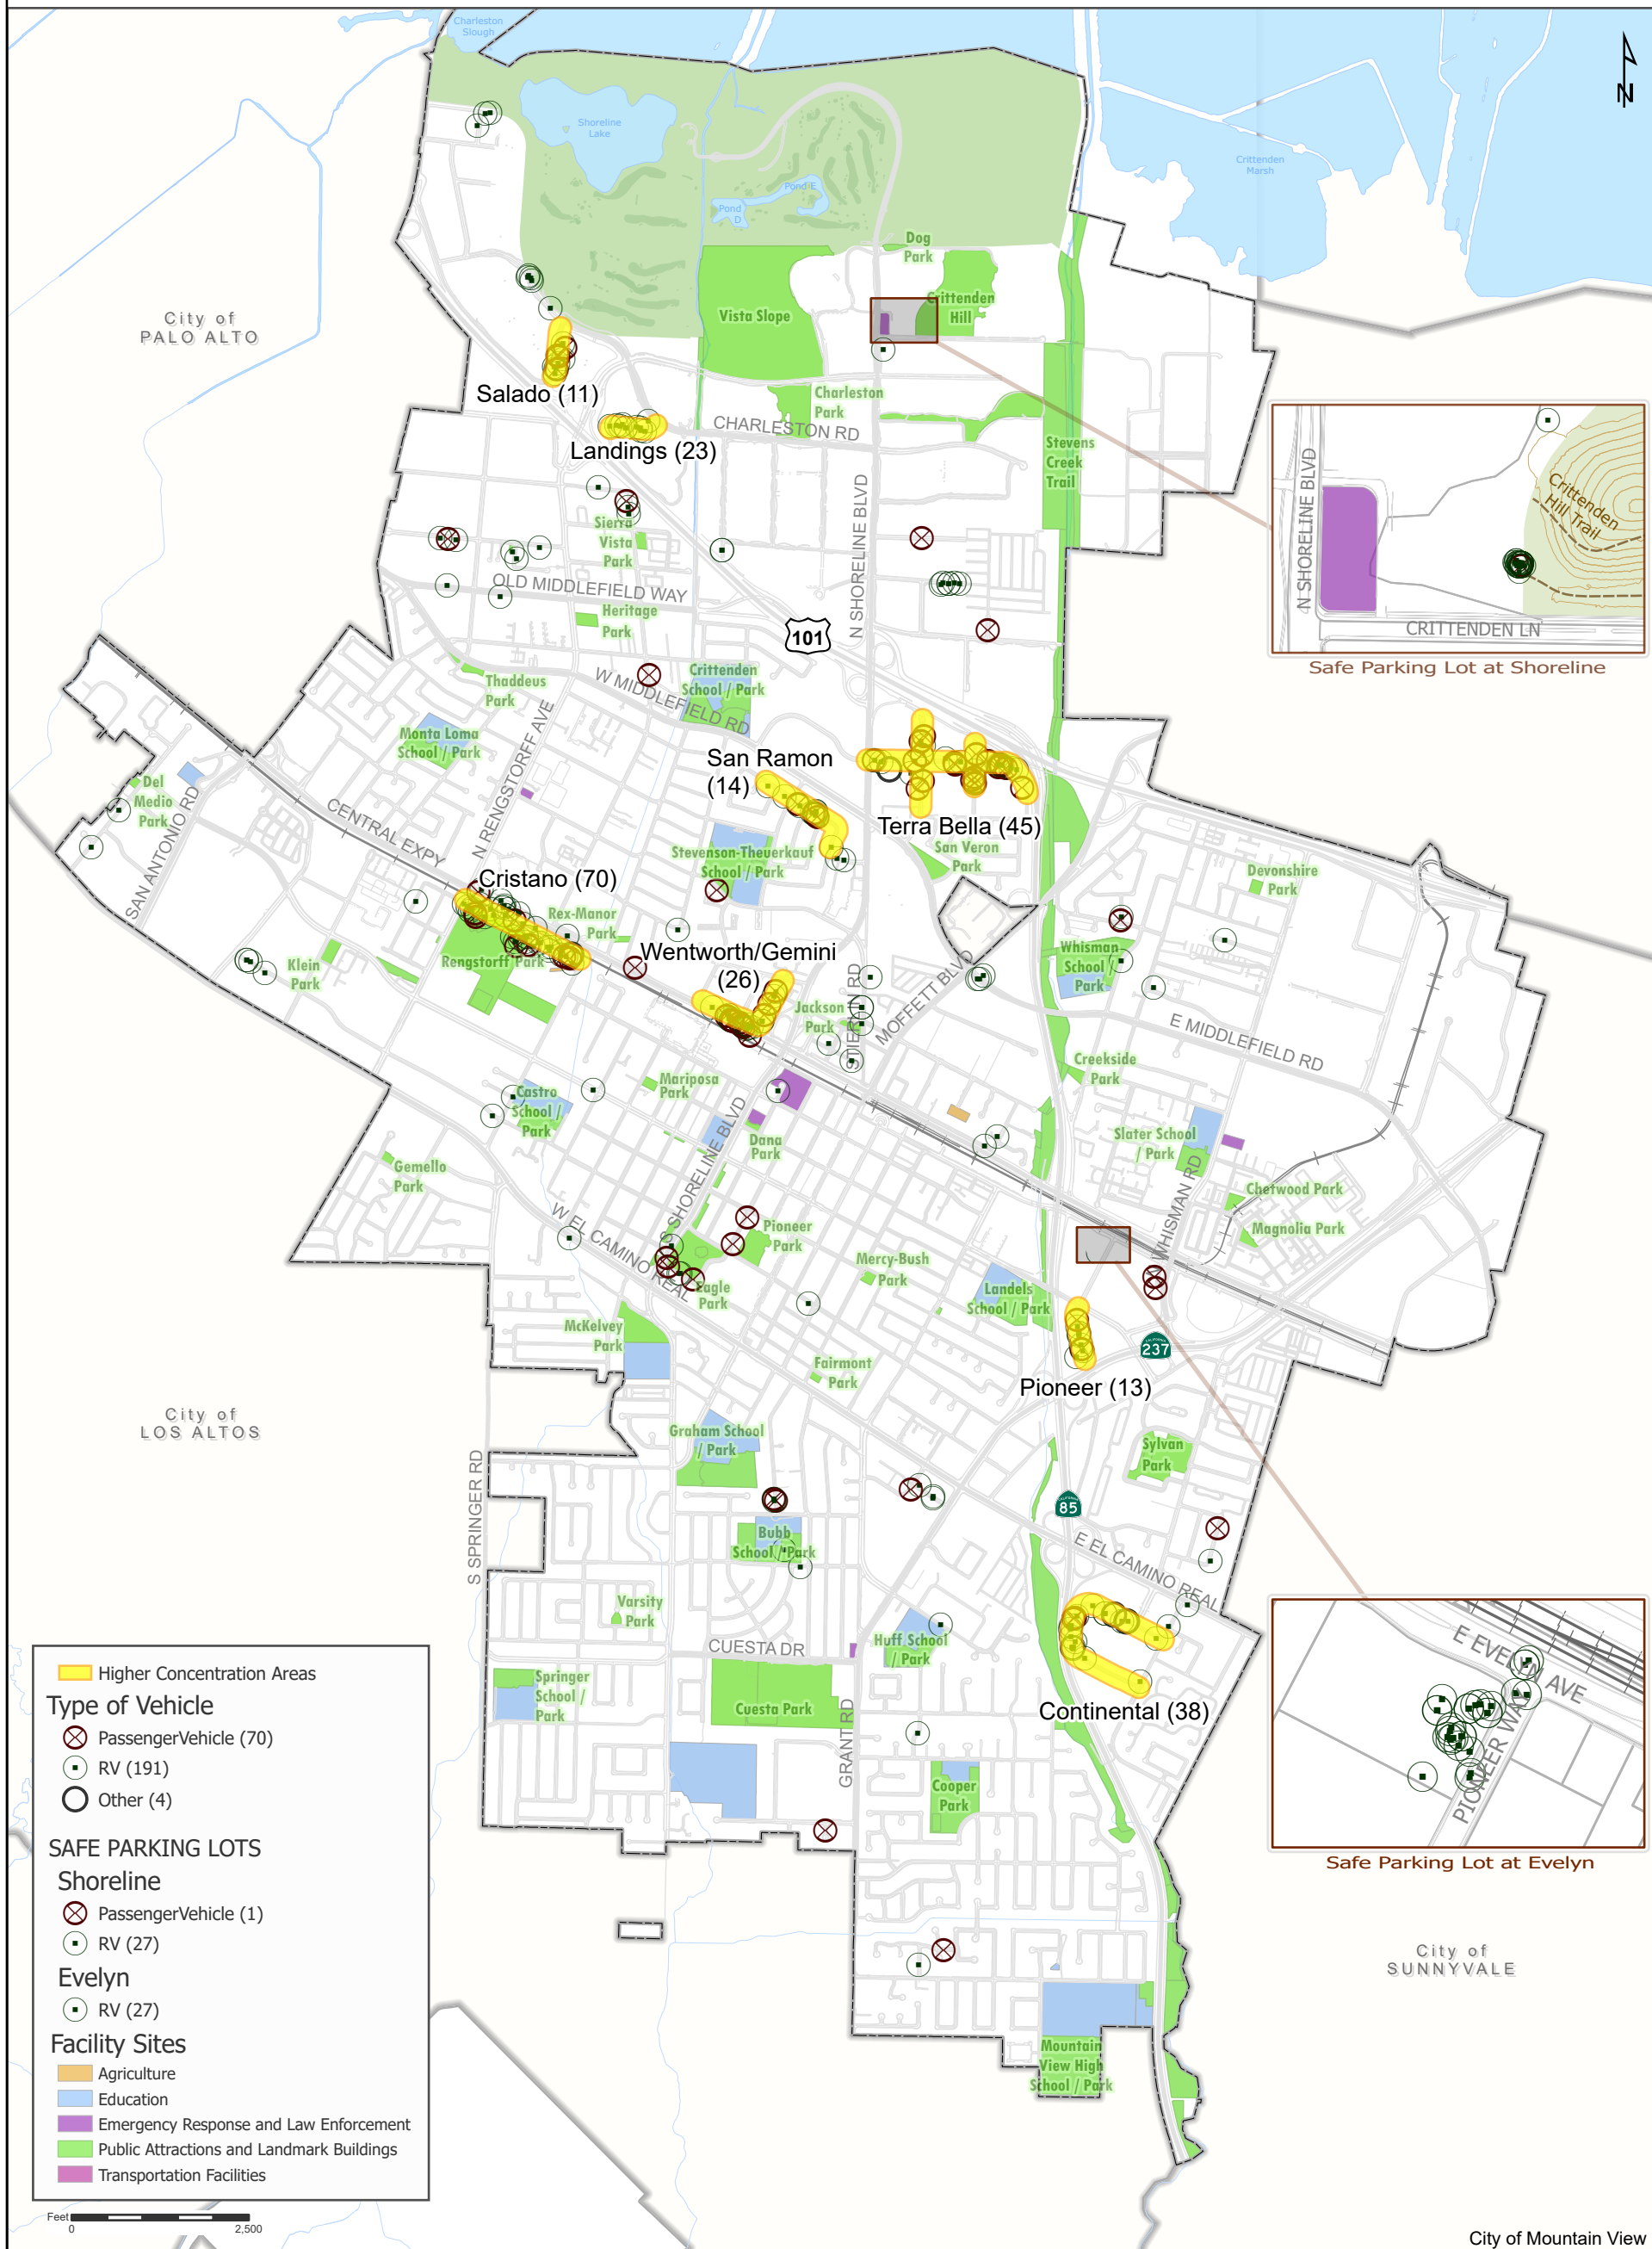 Charleston
Slough
N
Shoreline
Lake
Crittenden
Marsh
Pond E
Pond
D
Dog
Park
City of
PALO ALTO
Vista Slope
Crittenden
Hill
Salado (11)
Charleston
Park
CHARLESTON RD
Landings (23)
Stevens
Creek
Trail
N SHORELINE BLVD
Crittenden
Hill Trail
CRITTENDEN LN
Safe Parking Lot at Shoreline
Sierra
Vista
Park
N SHORELINE BLVD
OLD MIDDLEFIELD WAY
Heritage
Park
101
Thaddeus
Park
W MIDDLEFIELD RD
Crittenden
School / Park
Monta Loma
School / Park
N RENGSTORFF AVE
San Ramon
(14)
Del
Medio
Park
SAN ANTONIO RD
CENTRAL EXPY
Terra Bella (45)
San Veron
Park
Stevenson-Theuerkauf
School / Park
Devonshire
Park
Cristano (70)
Rex-Manor
Park
Rengstorff Park
Klein
Park
Wentworth/Gemini
(26)
Whisman
School /
Park
Jackson
Park
STIERLIN RD
MOFFETT BLVD
E MIDDLEFIELD RD
Creekside
Park
Mariposa
Park
Castro
School /
Park
Dana
Park
Slater School
/ Park
Gemello
Park
S SHORELINE BLVD
N WHISMAN RD
Chetwood Park
Magnolia Park
W EL CAMINO REAL
Pioneer
Park
Mercy-Bush
Park
Eagle
Park
Landels
School / Park
McKelvey
Park
237
Fairmont
Park
Pioneer (13)
City of
LOS ALTOS
Graham School
/ Park
Sylvan
Park
S SPRINGER RD
85
Bubb
School / Park
E EL CAMINO REAL
Varsity
Park
CUESTA DR
Huff School
/ Park
E EVELYN AVE
PIONEER WAY
Safe Parking Lot at Evelyn
Springer
School /
Park
Cuesta Park
GRANT RD
Continental (38)
Cooper
Park
Higher Concentration Areas
Type of Vehicle
PassengerVehicle (70)
RV (191)
Other (4)
SAFE PARKING LOTS
Shoreline
PassengerVehicle (1)
RV (27)
Evelyn
RV (27)
Facility Sites
Agriculture
Education
Emergency Response and Law Enforcement
Public Attractions and Landmark Buildings
Transportation Facilities
City of
SUNNYVALE
Mountain
View High
School / Park
Feet
0
2,500
City of Mountain View